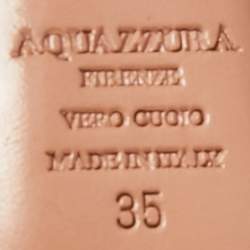 AQUAZZURA
FIRENZE
VERO CUOIO
MADE IN ITALY
35